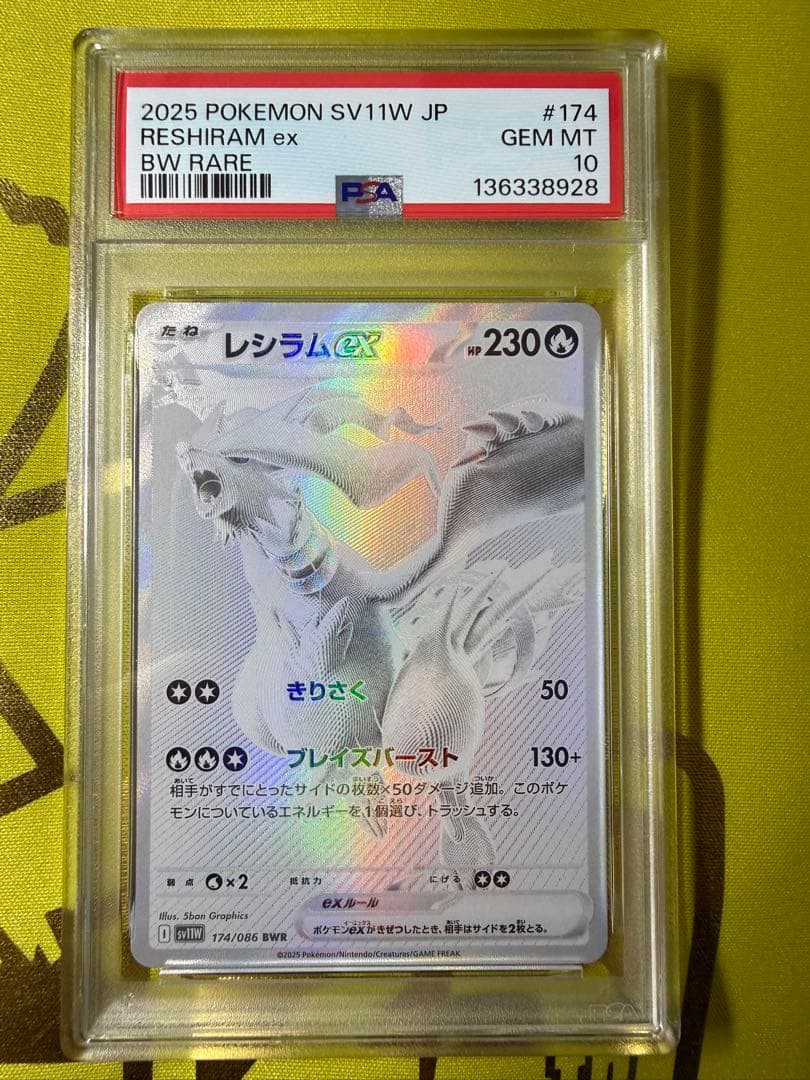 2025 POKEMON SV11W JP #174
RESHIRAM ex GEM MT
BW RARE 10
PSA 136338928
たね レシラムex HP 230
きりさく 50
ブレイズバースト 130+
相手がすでにとったサイドの枚数×50ダメージ追加。このポケ
モンについているエネルギーを1個選び、トラッシュする。
弱点 ×2 抵抗力 にげる
exルール
ポケモンexがきぜつしたとき、相手はサイドを2枚とる。
Illus. 5ban Graphics
I SV11W 174/086 BWR
©2025 Pokémon/Nintendo/Creatures/GAME FREAK